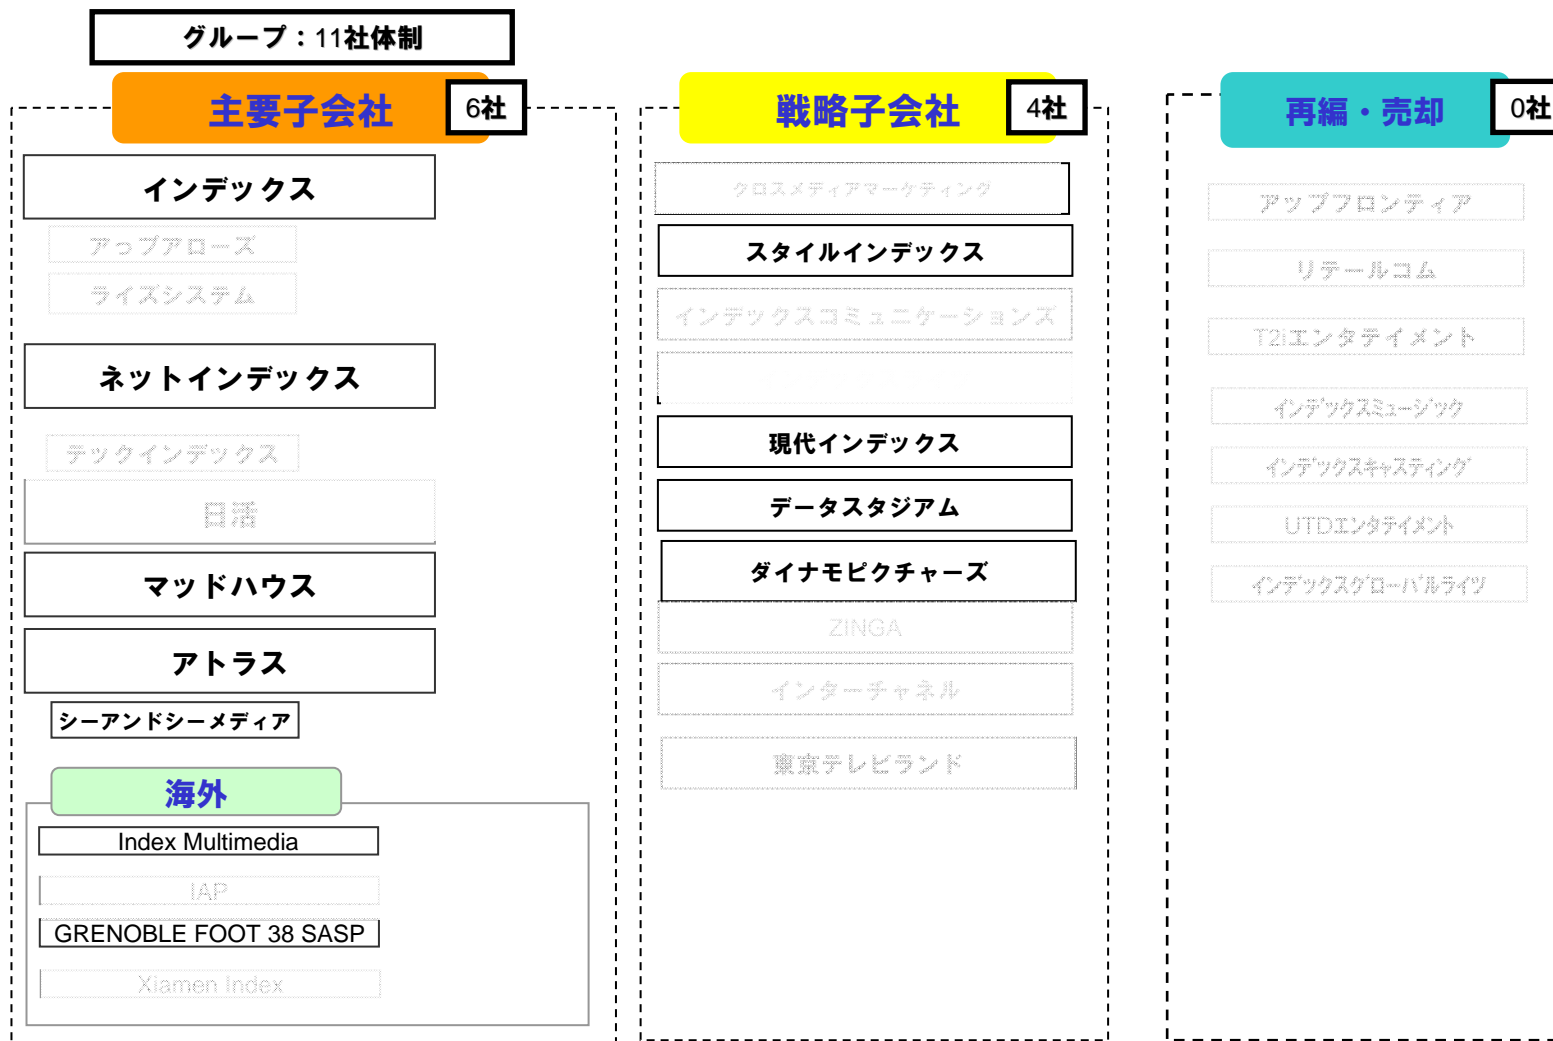 グループ：11社体制
主要子会社
6社
インデックス
アップアローズ
ライズシステム
ネットインデックス
テックインデックス
日活
マッドハウス
アトラス
シーアンドシーメディア
海外
Index Multimedia
IAP
GRENOBLE FOOT 38 SASP
Xiamen Index
戦略子会社
4社
クロスメディアマーケティング
スタイルインデックス
インデックスコミュニケーションズ
現代インデックス
データスタジアム
ダイナモピクチャーズ
ZINGA
インターチャネル
東京テレビランド
再編・売却
0社
アップフロンティア
リテールコム
T2iエンタテイメント
インデックスミュージック
インデックスキャスティング
UTDエンタテイメント
インデックスグローバルライツ